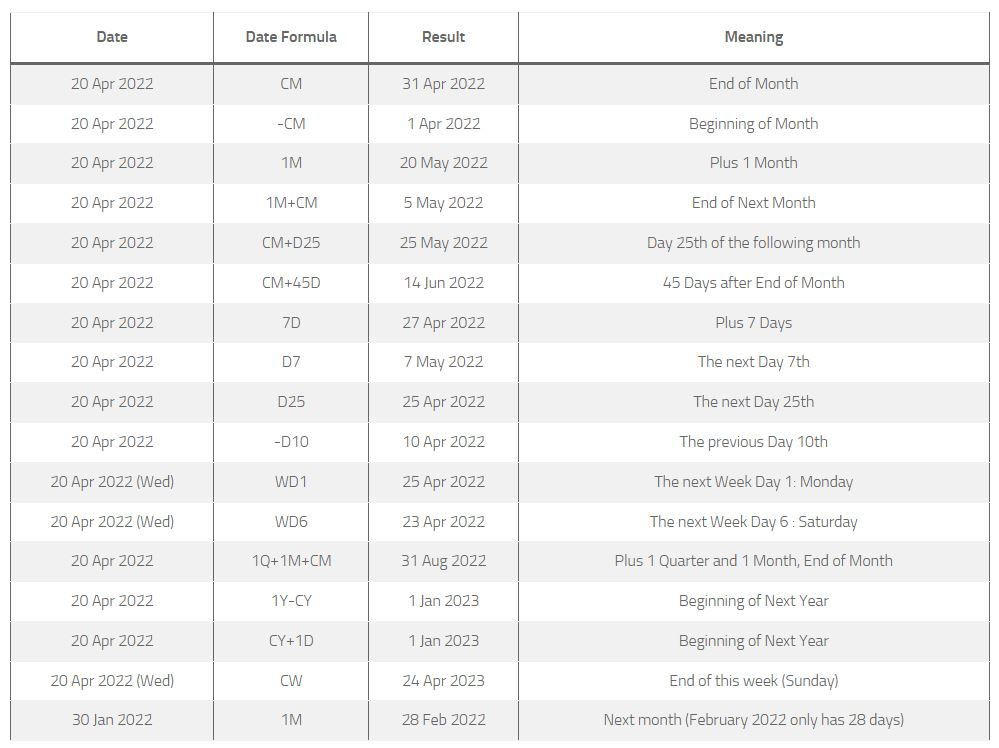 Date Date Formula Result Meaning
20 Apr 2022 CM 31 Apr 2022 End of Month
20 Apr 2022 -CM 1 Apr 2022 Beginning of Month
20 Apr 2022 1M 20 May 2022 Plus 1 Month
20 Apr 2022 1M+CM 5 May 2022 End of Next Month
20 Apr 2022 CM+D25 25 May 2022 Day 25th of the following month
20 Apr 2022 CM+45D 14 Jun 2022 45 Days after End of Month
20 Apr 2022 7D 27 Apr 2022 Plus 7 Days
20 Apr 2022 D7 7 May 2022 The next Day 7th
20 Apr 2022 D25 25 Apr 2022 The next Day 25th
20 Apr 2022 -D10 10 Apr 2022 The previous Day 10th
20 Apr 2022 (Wed) WD1 25 Apr 2022 The next Week Day 1: Monday
20 Apr 2022 (Wed) WD6 23 Apr 2022 The next Week Day 6 : Saturday
20 Apr 2022 1Q+1M+CM 31 Aug 2022 Plus 1 Quarter and 1 Month, End of Month
20 Apr 2022 1Y-CY 1 Jan 2023 Beginning of Next Year
20 Apr 2022 CY+1D 1 Jan 2023 Beginning of Next Year
20 Apr 2022 (Wed) CW 24 Apr 2023 End of this week (Sunday)
30 Jan 2022 1M 28 Feb 2022 Next month (February 2022 only has 28 days)